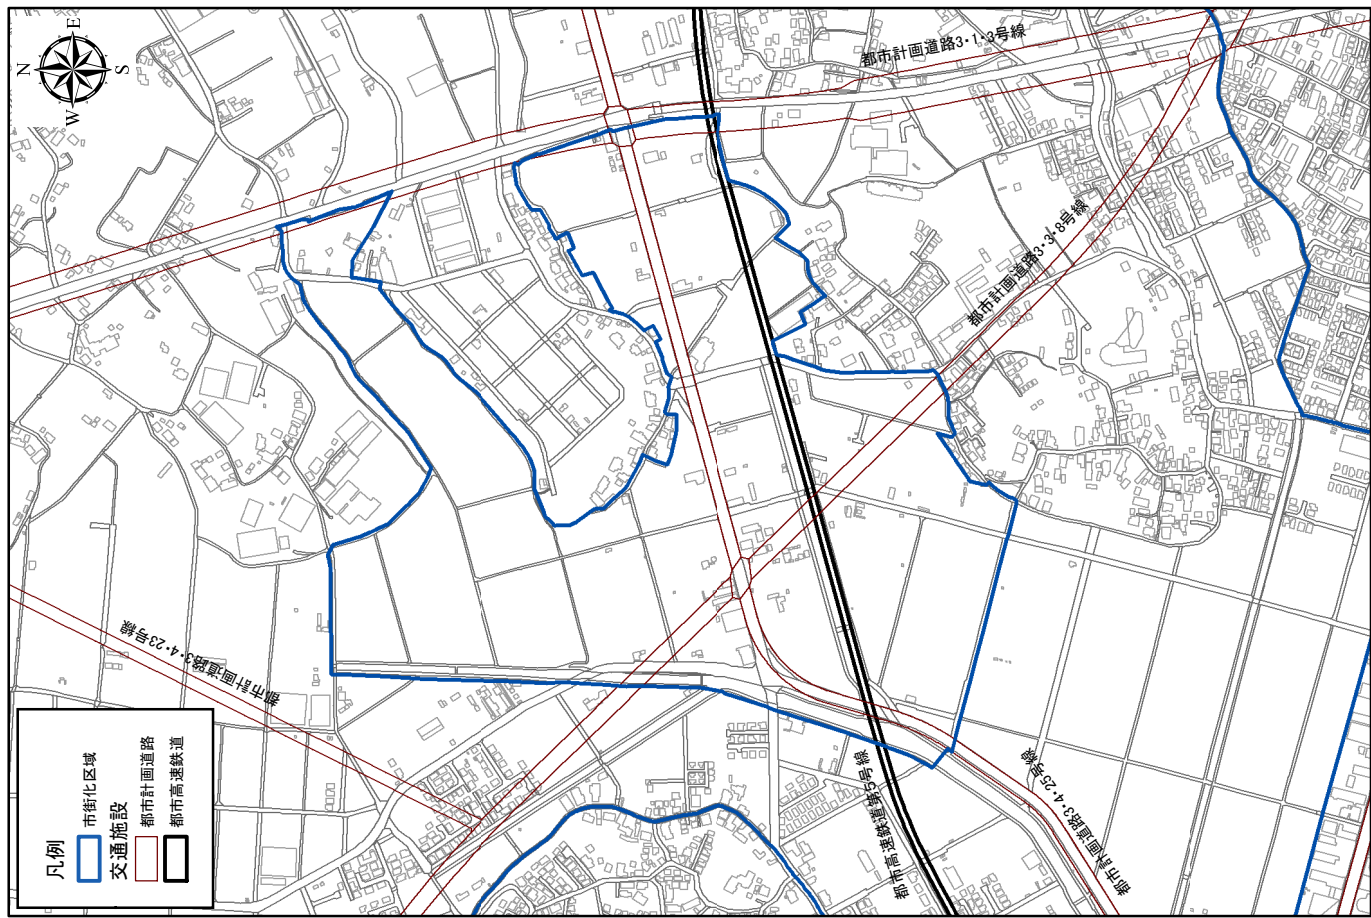 N
E
W
S
凡例
市街化区域
交通施設
都市計画道路
都市高速鉄道
都市計画道路3・1・3号線
都市計画道路3・3・8号線
都市計画道路3・4・23号線
都市高速鉄道第5号線
都市計画道路3・4・25号線